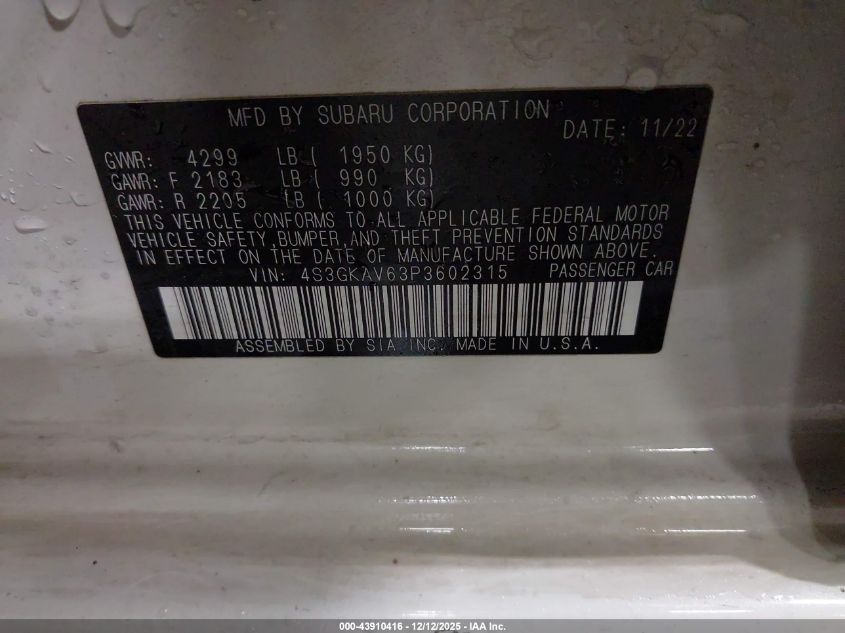 MFD BY SUBARU CORPORATION
DATE: 11/22
GVWR: 4299 LB ( 1950 KG)
GAWR: F 2183 LB ( 990 KG)
GAWR: R 2205 LB ( 1000 KG)
THIS VEHICLE CONFORMS TO ALL APPLICABLE FEDERAL MOTOR
VEHICLE SAFETY, BUMPER, AND THEFT PREVENTION STANDARDS
IN EFFECT ON THE DATE OF MANUFACTURE SHOWN ABOVE.
VIN: 4S3GKAV63P3602315 PASSENGER CAR
ASSEMBLED BY SIA, INC. MADE IN U.S.A.
000-43910416 - 12/12/2025 - IAA Inc.